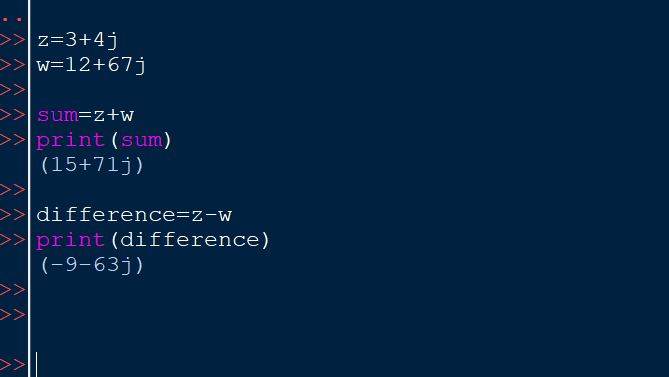 ..
>> z=3+4j
>> w=12+67j
>>
>> sum=z+w
>> print(sum)
(15+71j)
>>
>> difference=z-w
>> print(difference)
(-9-63j)
>>
>>
>>